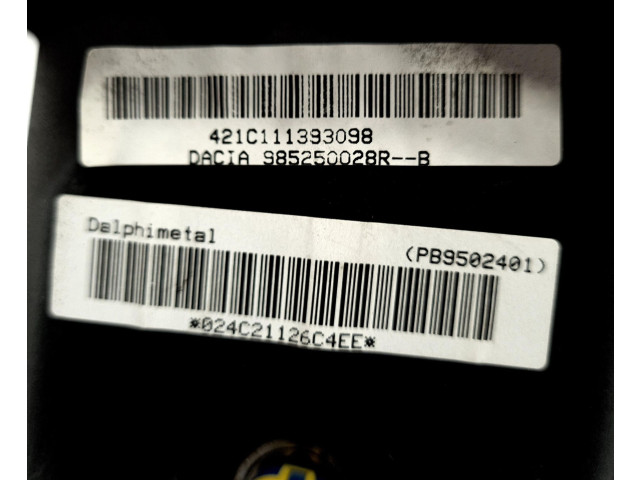 421C111393098
DACIA 985250028R--B
Dalphimetal
(PB9502401)
*024C21126C4EE*